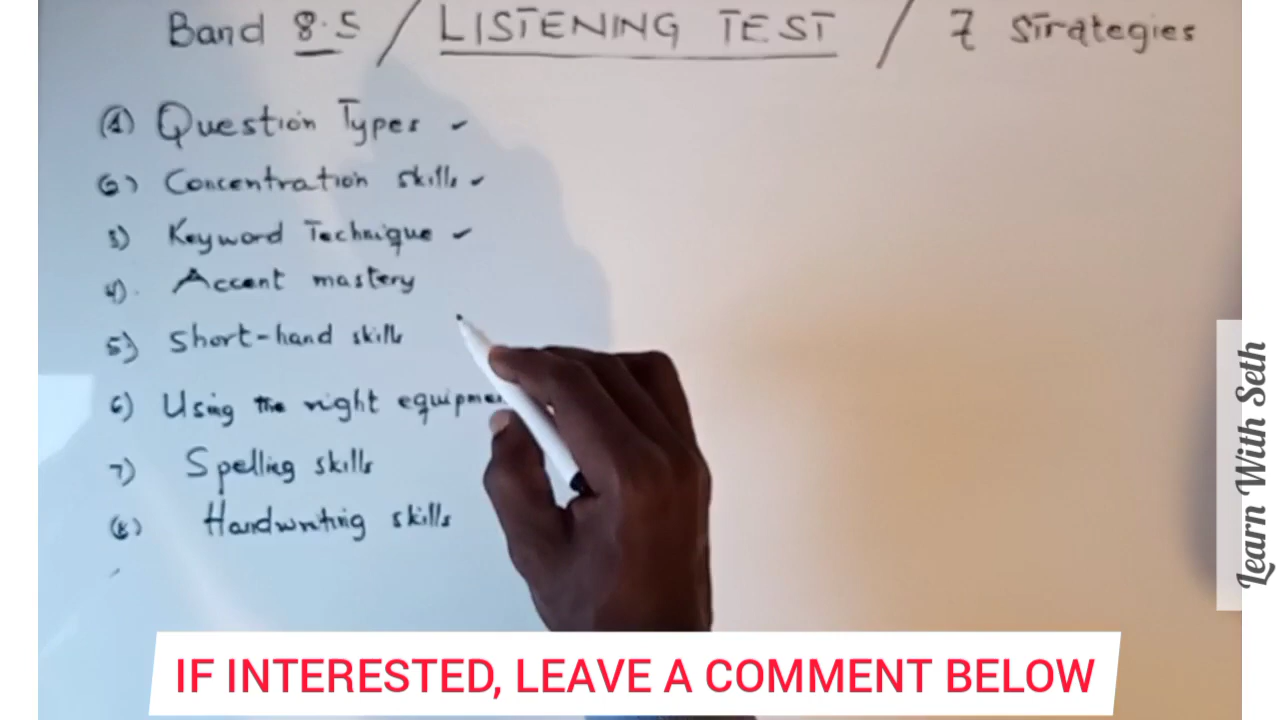 Band 8.5 / LISTENING TEST / 7 Strategies
(1) Question Types
2) Concentration skills
3) Keyword Technique
4). Accent mastery
5) Short-hand skills
6) Using the right equipmen
7) Spelling skills
(8) Handwriting skills
Learn With Seth
IF INTERESTED, LEAVE A COMMENT BELOW